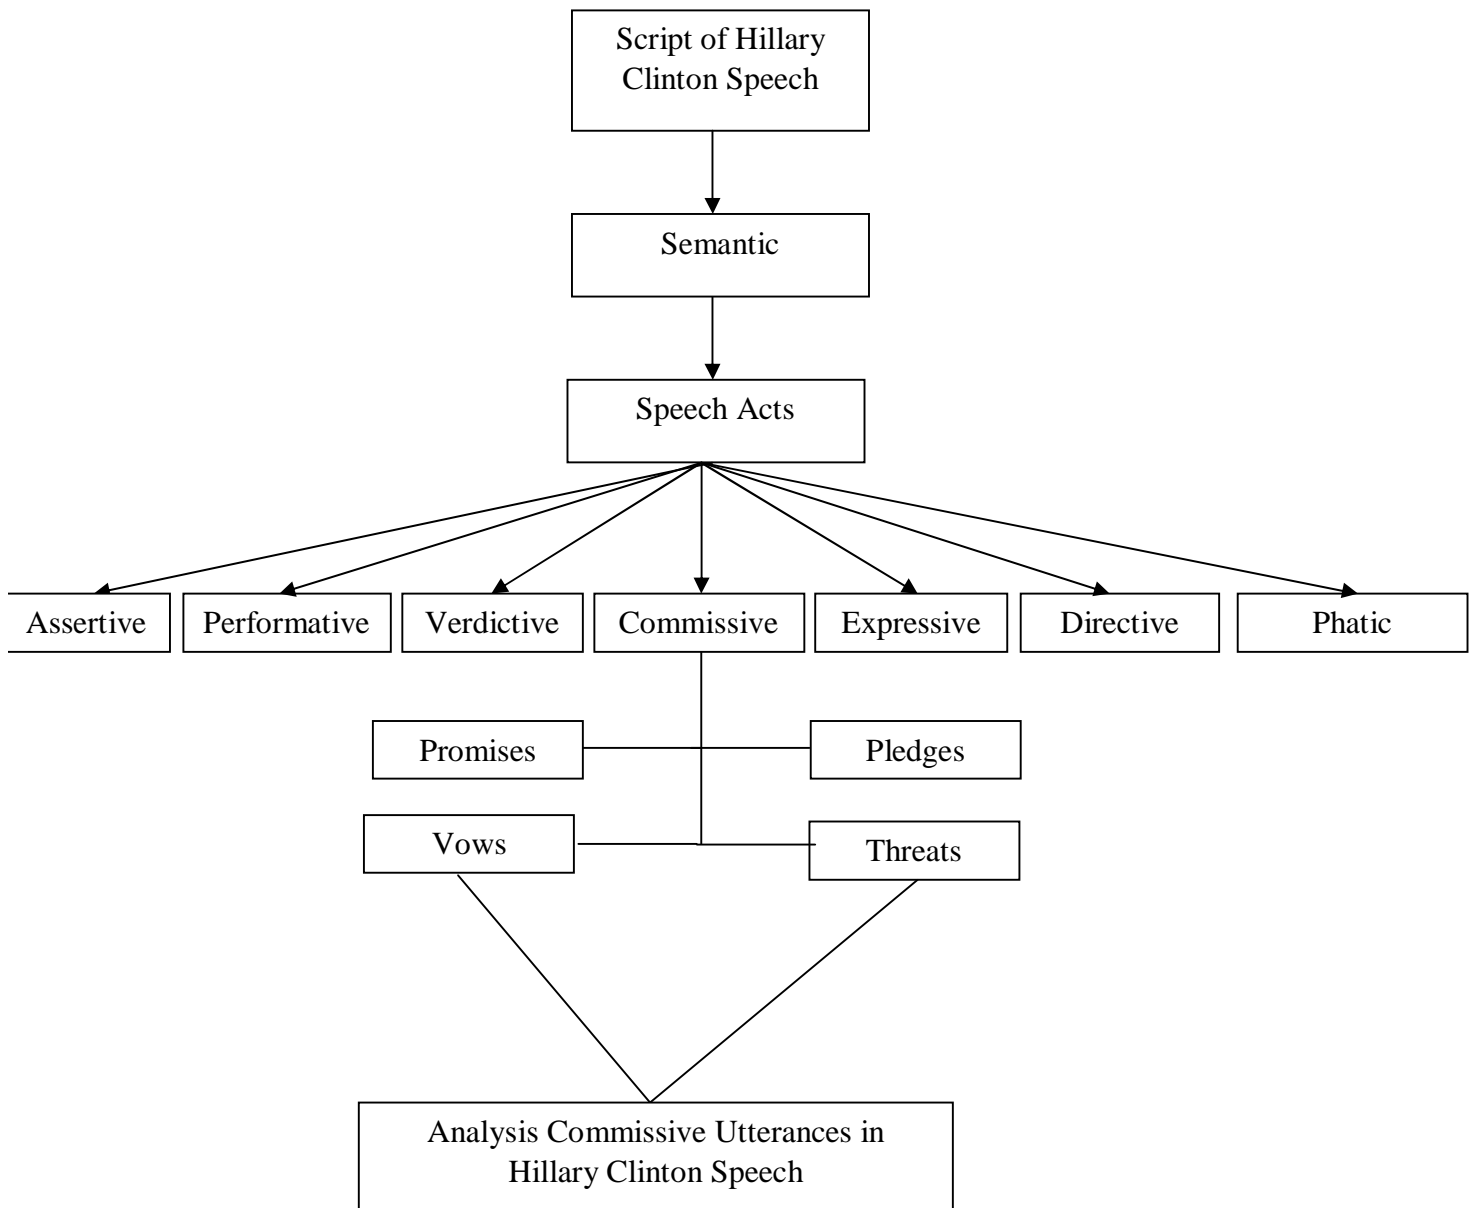 Script of Hillary
Clinton Speech
Semantic
Speech Acts
Assertive
Performative
Verdictive
Commissive
Expressive
Directive
Phatic
Promises
Pledges
Vows
Threats
Analysis Commissive Utterances in
Hillary Clinton Speech